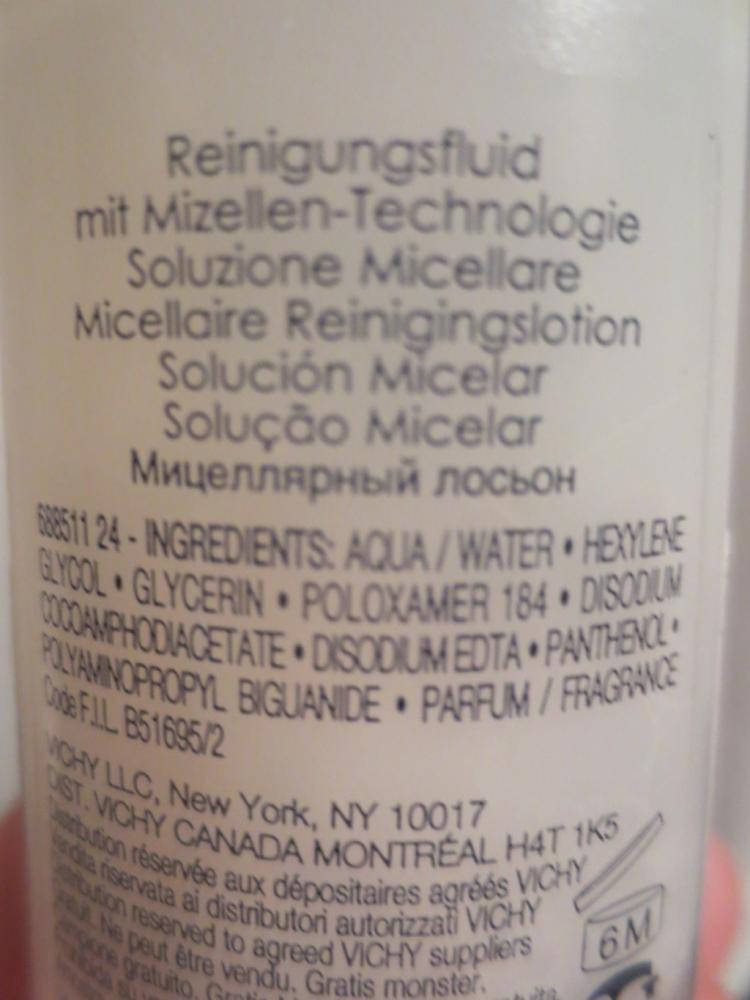 Reinigungsfluid
mit Mizellen-Technologie
Soluzione Micellare
Micellaire Reinigingslotion
Solución Micelar
Solução Micelar
Мицеллярный лосьон
688511 24 - INGREDIENTS: AQUA / WATER • HEXYLENE
GLYCOL • GLYCERIN • POLOXAMER 184 • DISODIUM
COCOAMPHODIACETATE • DISODIUM EDTA • PANTHENOL •
POLYAMINOPROPYL BIGUANIDE • PARFUM / FRAGRANCE
Code F.I.L. B51695/2
VICHY LLC, New York, NY 10017
DIST. VICHY CANADA MONTRÉAL H4T 1K5
Distribution réservée aux dépositaires agréés VICHY
Vendita riservata ai distributori autorizzati VICHY
Distribution reserved to agreed VICHY suppliers
Gratuit. Ne peut être vendu. Gratis monster.
gratuito.
6 M